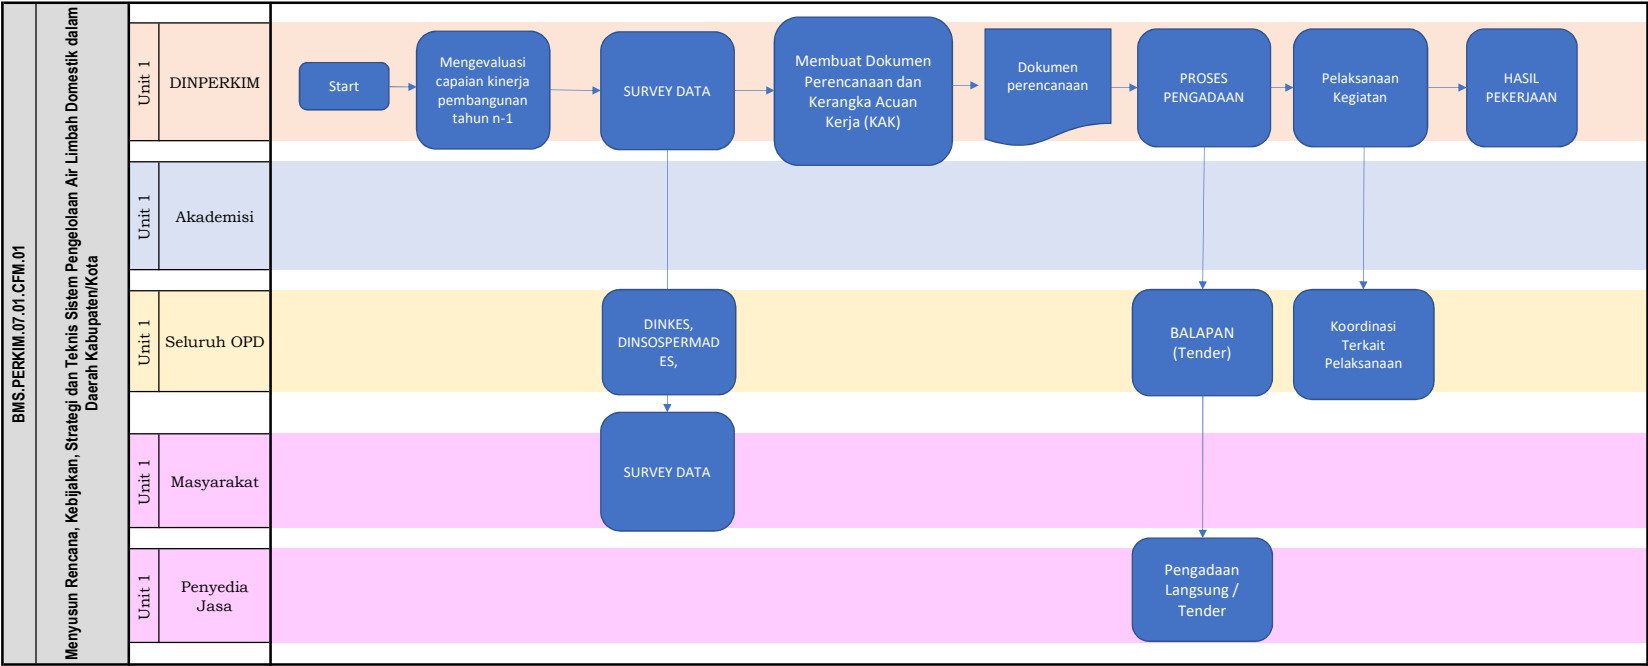 BMS.PERKIM.07.01.CFM.01
Menyusun Rencana, Kebijakan, Strategi dan Teknis Sistem Pengelolaan Air Limbah Domestik dalam
Daerah Kabupaten/Kota
Unit 1
DINPERKIM
Start
Mengevaluasi
capaian kinerja
pembangunan
tahun n-1
SURVEY DATA
Membuat Dokumen
Perencanaan dan
Kerangka Acuan
Kerja (KAK)
Dokumen
perencanaan
PROSES
PENGADAAN
Pelaksanaan
Kegiatan
HASIL
PEKERJAAN
Unit 1
Akademisi
Unit 1
Seluruh OPD
DINKES,
DINSOSPERMAD
ES,
BALAPAN
(Tender)
Koordinasi
Terkait
Pelaksanaan
Unit 1
Masyarakat
SURVEY DATA
Unit 1
Penyedia
Jasa
Pengadaan
Langsung /
Tender